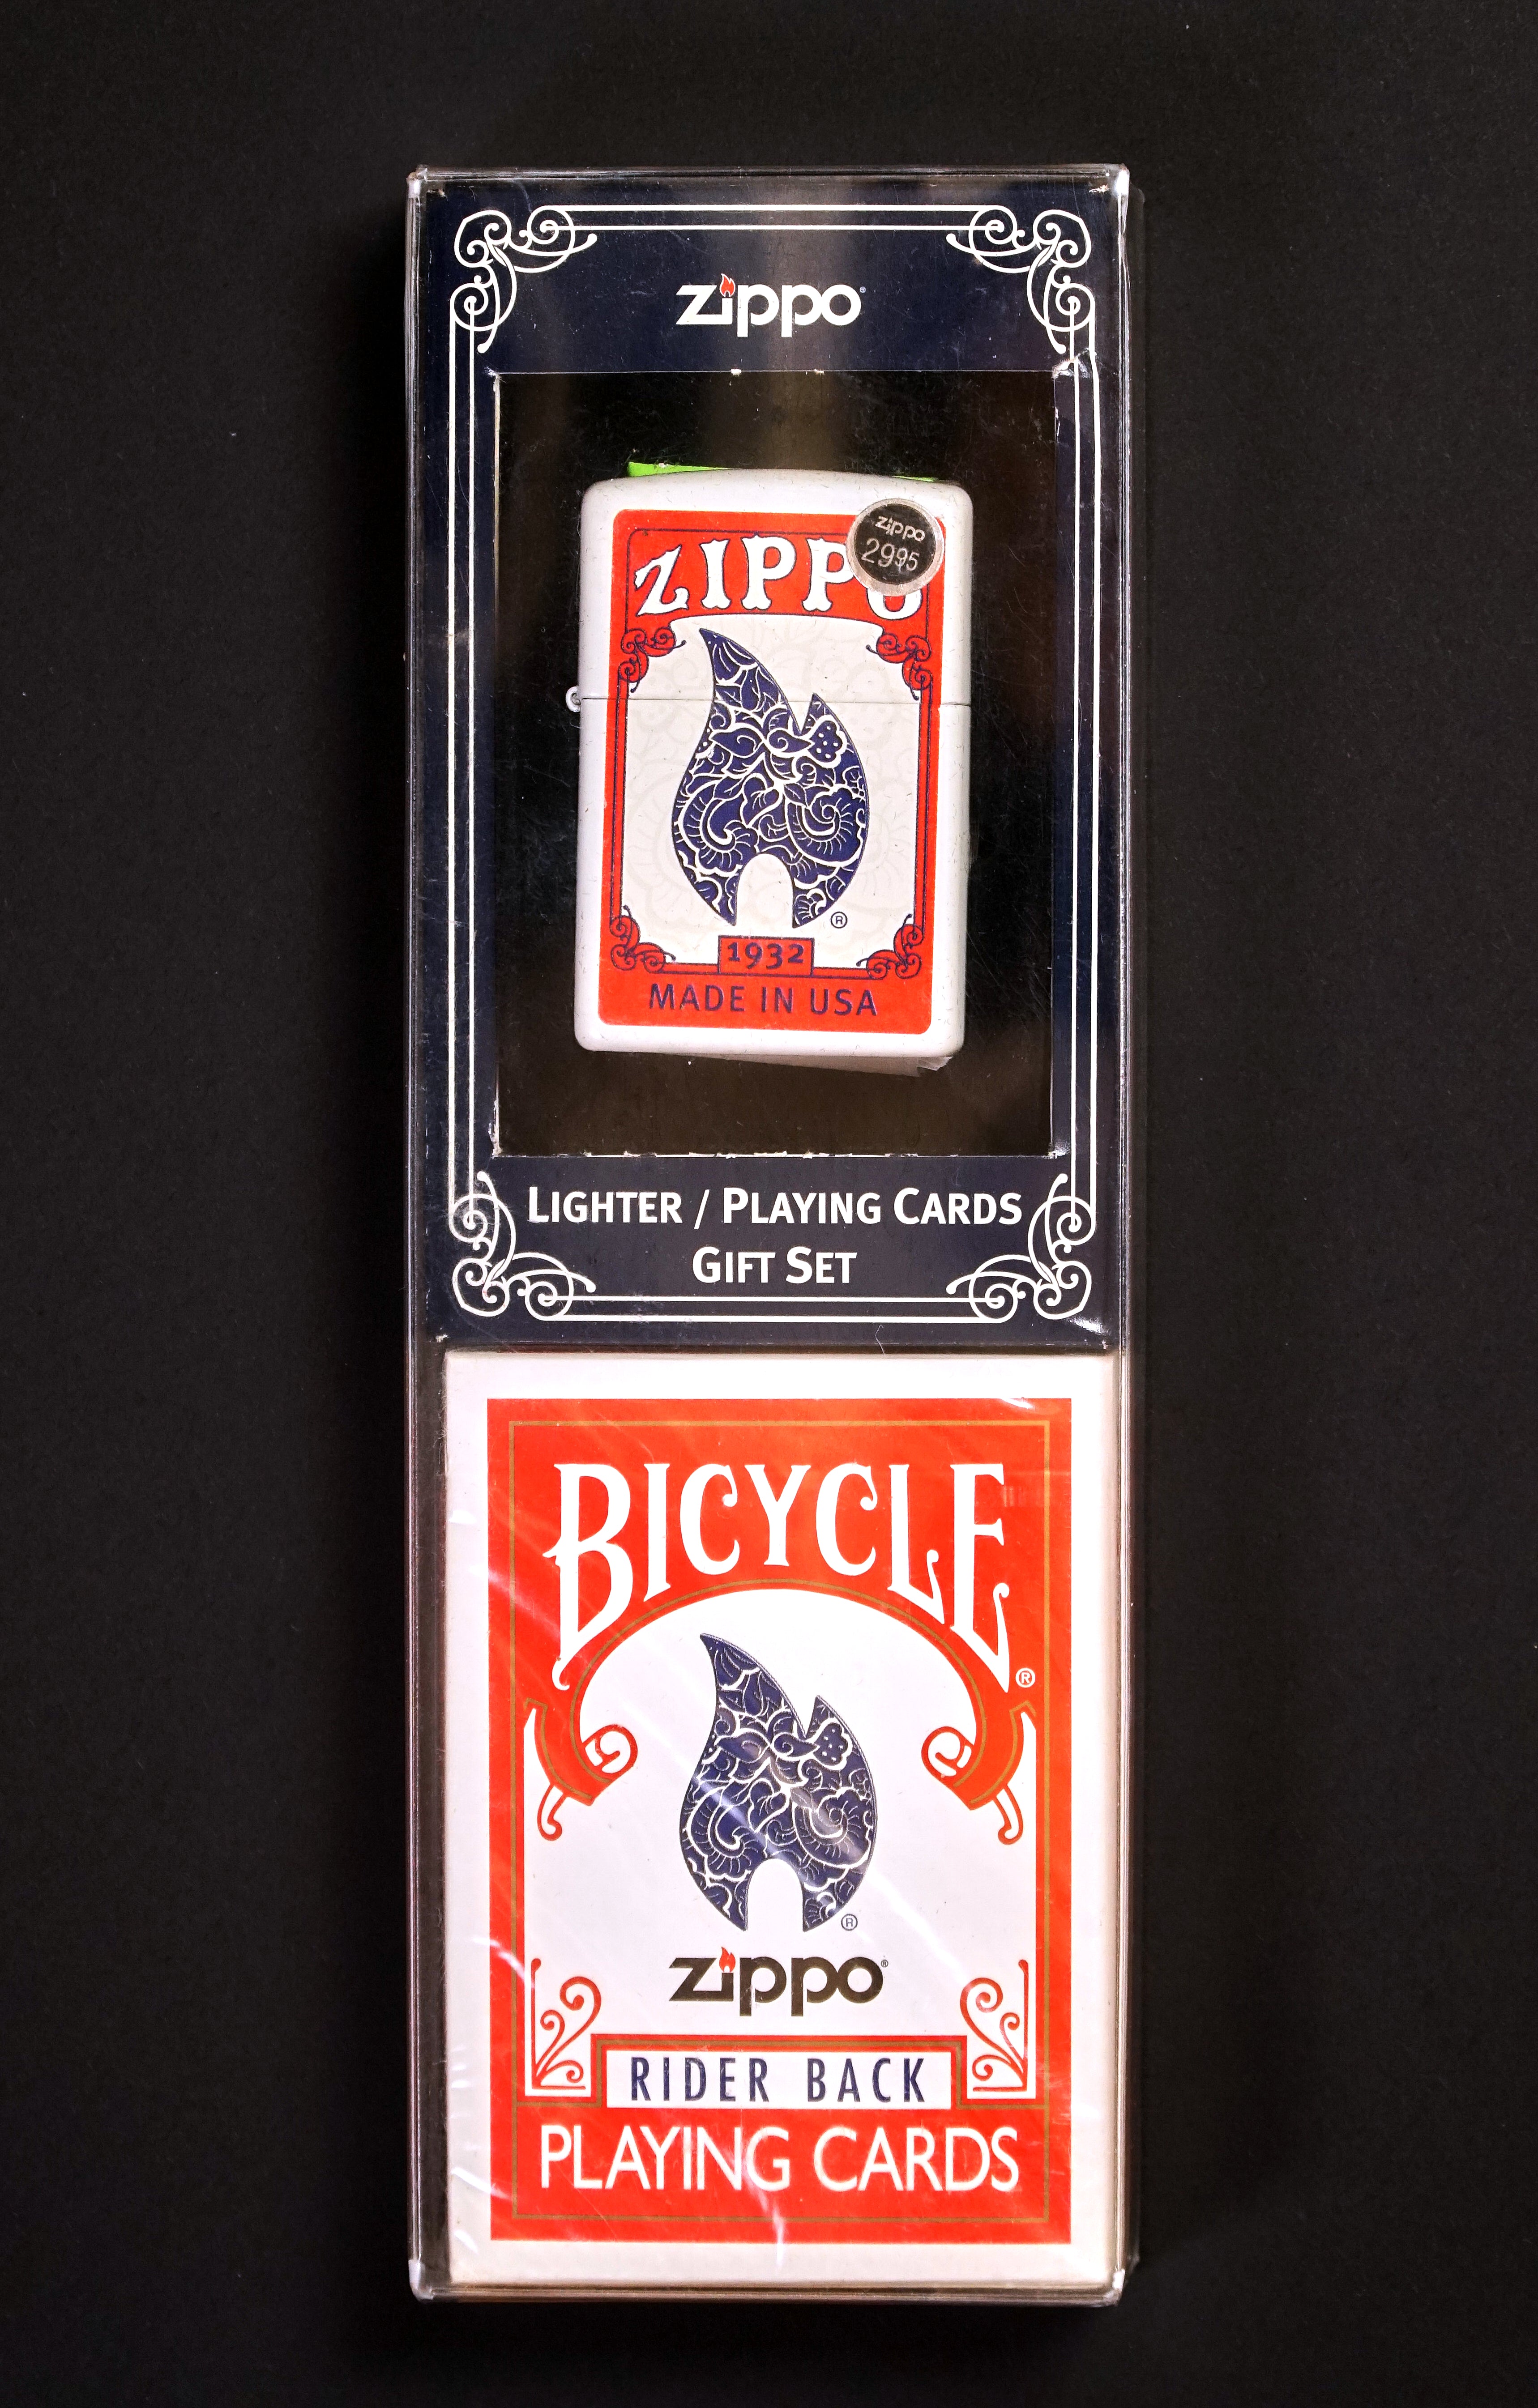 zippo®
ZIPPO
zippo
2995
®
1932
MADE IN USA
LIGHTER / PLAYING CARDS
GIFT SET
BICYCLE®
®
zippo®
RIDER BACK
PLAYING CARDS